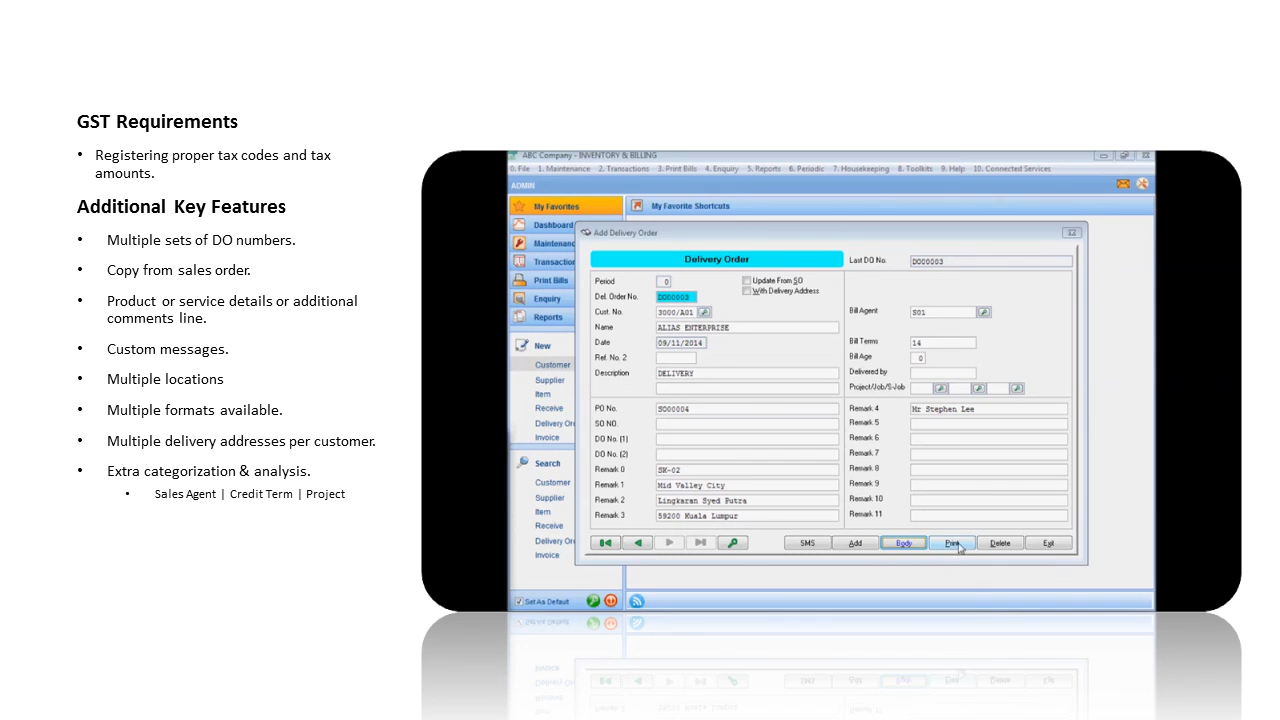 GST Requirements
• Registering proper tax codes and tax
amounts.
Additional Key Features
• Multiple sets of DO numbers.
• Copy from sales order.
• Product or service details or additional
comments line.
• Custom messages.
• Multiple locations
• Multiple formats available.
• Multiple delivery addresses per customer.
• Extra categorization & analysis.
• Sales Agent | Credit Term | Project
ABC Company - INVENTORY & BILLING
0. File 1. Maintenance 2. Transactions 3. Print Bills 4. Enquiry 5. Reports 6. Periodic 7. Housekeeping 8. Toolkits 9. Help 10. Connected Services
ADMIN
My Favorites
My Favorite Shortcuts
Dashboard
Maintenanc
Transaction
Print Bills
Enquiry
Reports
New
Customer
Supplier
Item
Receive
Delivery Or
Invoice
Search
Customer
Supplier
Item
Receive
Delivery Or
Invoice
Set As Default
Add Delivery Order
Delivery Order
Last DO No. DO00003
Period 0
Update From SO
With Delivery Address
Del. Order No. DO00003
Cust. No. 3000/A01
Bill Agent S01
Name ALIAS ENTERPRISE
Date 09/11/2014
Bill Terms 14
Ref. No. 2
Bill Age 0
Description DELIVERY
Delivered by
Project/Job/S-Job
PO No. SO00004
Remark 4 Mr Stephen Lee
SO NO.
Remark 5
DO No. (1)
Remark 6
DO No. (2)
Remark 7
Remark 0 SK-02
Remark 8
Remark 1 Mid Valley City
Remark 9
Remark 2 Lingkaran Syed Putra
Remark 10
Remark 3 59200 Kuala Lumpur
Remark 11
SMS Add Body Print Delete Exit